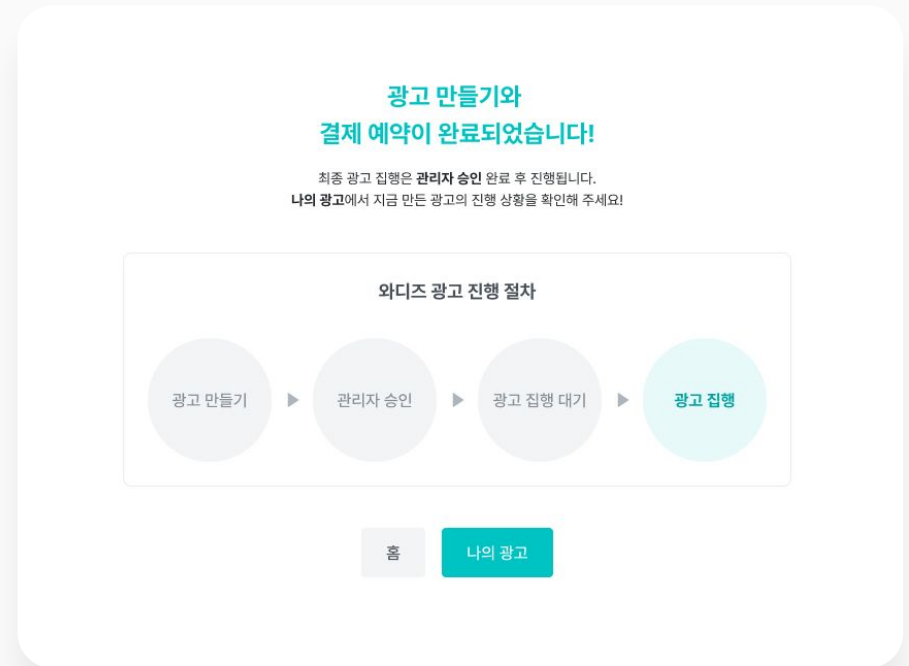 광고 만들기와
결제 예약이 완료되었습니다!
최종 광고 집행은 관리자 승인 완료 후 진행됩니다.
나의 광고에서 지금 만든 광고의 진행 상황을 확인해 주세요!
와디즈 광고 진행 절차
광고 만들기 ▶ 관리자 승인 ▶ 광고 집행 대기 ▶ 광고 집행
홈 나의 광고